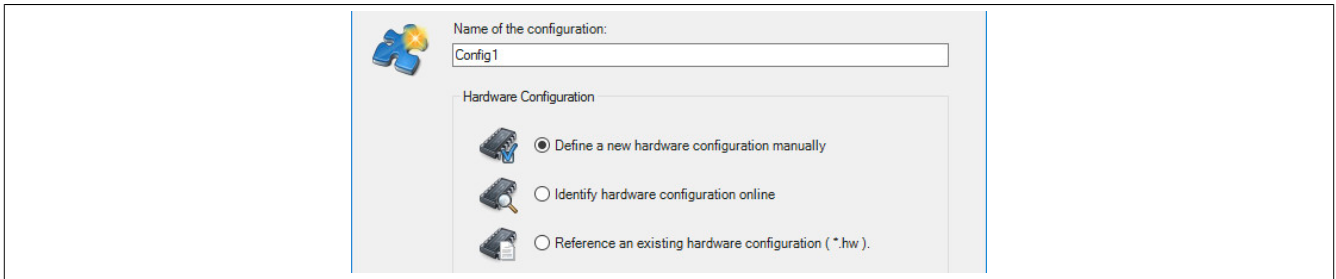 Name of the configuration:
Config1
Hardware Configuration
Define a new hardware configuration manually
Identify hardware configuration online
Reference an existing hardware configuration ( *.hw ).